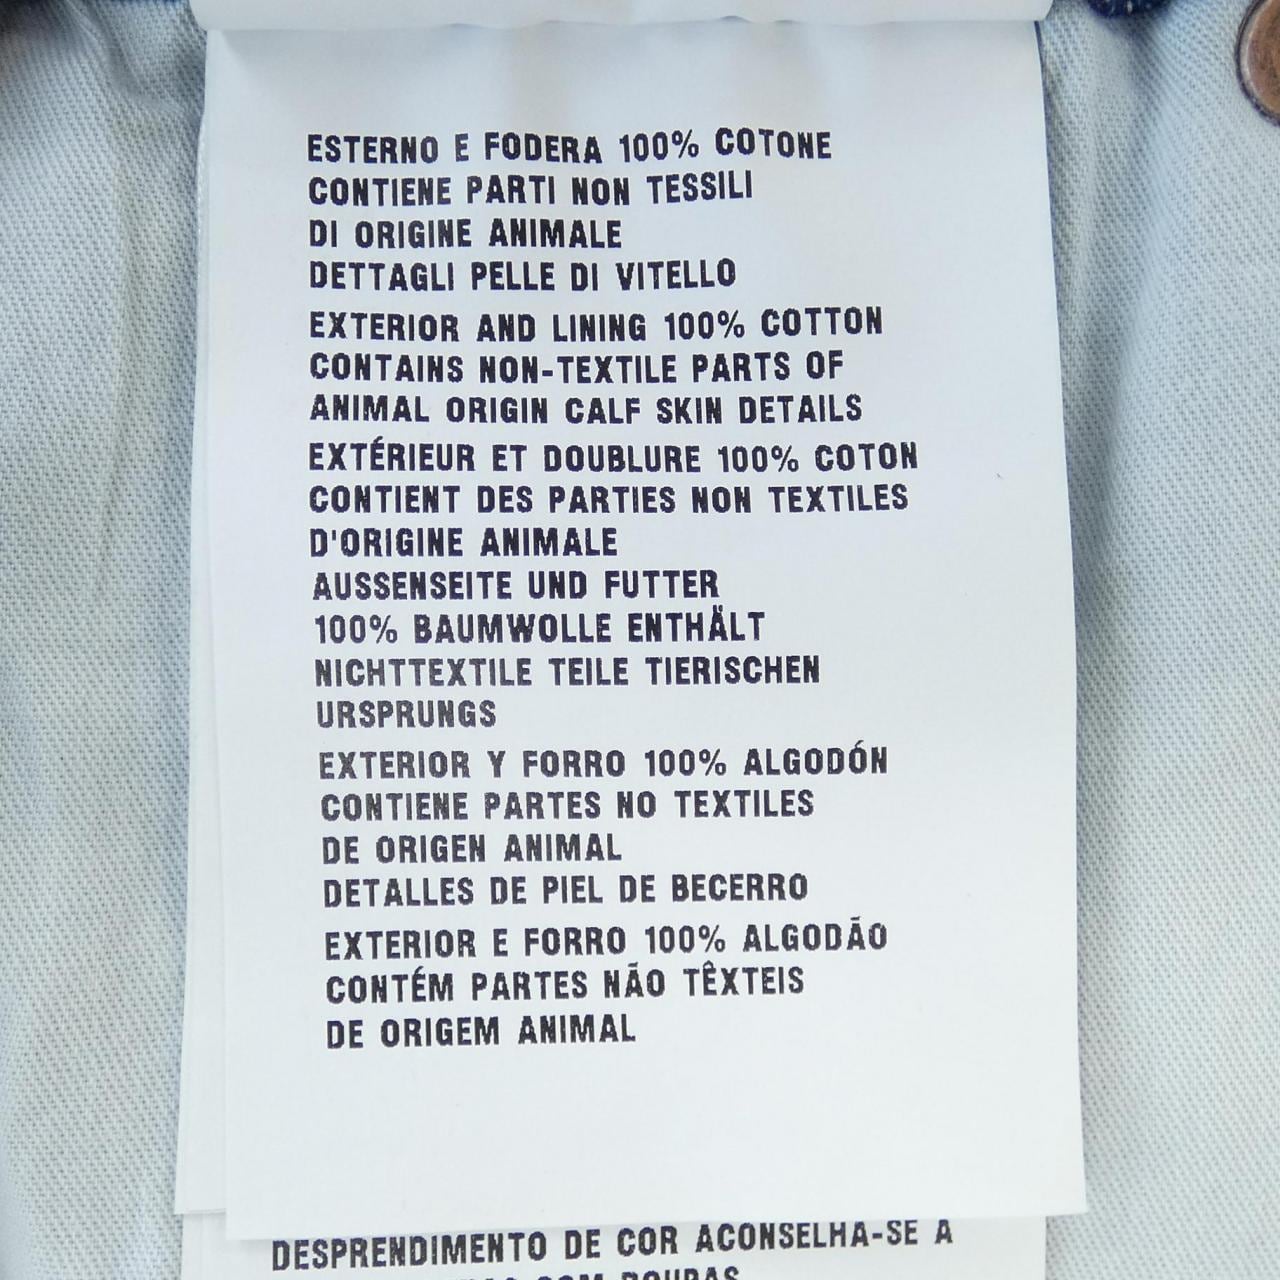 ESTERNO E FODERA 100% COTONE
CONTIENE PARTI NON TESSILI
DI ORIGINE ANIMALE
DETTAGLI PELLE DI VITELLO
EXTERIOR AND LINING 100% COTTON
CONTAINS NON-TEXTILE PARTS OF
ANIMAL ORIGIN CALF SKIN DETAILS
EXTÉRIEUR ET DOUBLURE 100% COTON
CONTIENT DES PARTIES NON TEXTILES
D'ORIGINE ANIMALE
AUSSENSEITE UND FUTTER
100% BAUMWOLLE ENTHÄLT
NICHTTEXTILE TEILE TIERISCHEN
URSPRUNGS
EXTERIOR Y FORRO 100% ALGODÓN
CONTIENE PARTES NO TEXTILES
DE ORIGEN ANIMAL
DETALLES DE PIEL DE BECERRO
EXTERIOR E FORRO 100% ALGODÃO
CONTÉM PARTES NÃO TÊXTEIS
DE ORIGEM ANIMAL
DESPRENDIMENTO DE COR ACONSELHA-SE A
COM ROUPAS